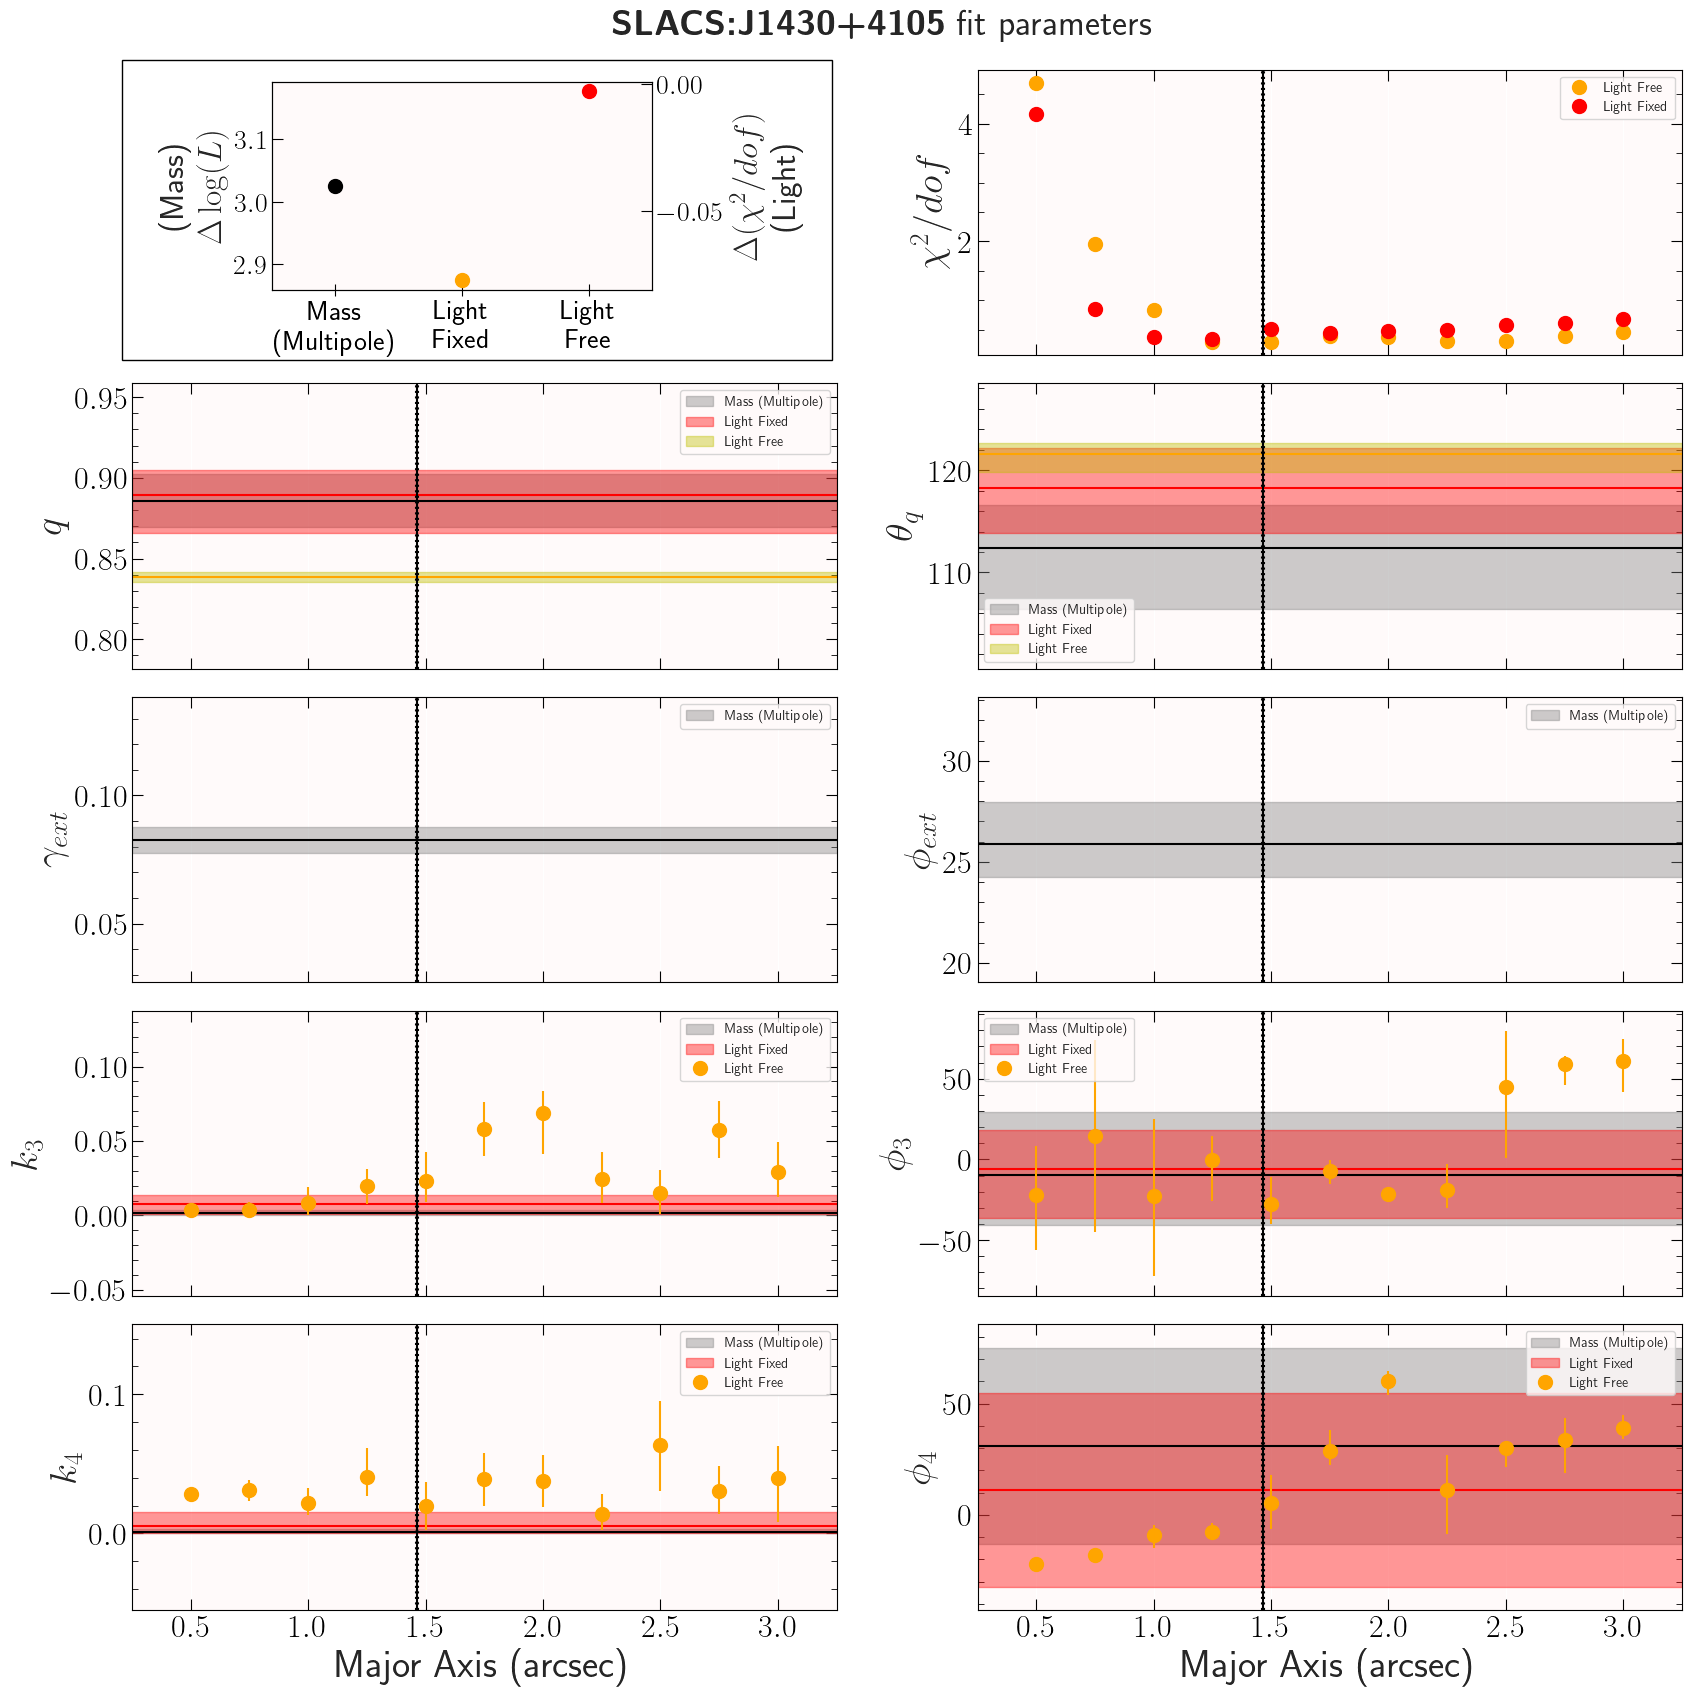 SLACS:J1430+4105 fit parameters
(Mass)
Δ log(L)
3.1
3.0
2.9
0.00
−0.05
Δ(χ²/dof)
(Light)
Mass
(Multipole)
Light
Fixed
Light
Free
χ²/dof
4
2
Light Free
Light Fixed
q
0.95
0.90
0.85
0.80
Mass (Multipole)
Light Fixed
Light Free
θ_q
120
110
Mass (Multipole)
Light Fixed
Light Free
γ_ext
0.10
0.05
Mass (Multipole)
ϕ_ext
30
25
20
Mass (Multipole)
k_3
0.10
0.05
0.00
−0.05
Mass (Multipole)
Light Fixed
Light Free
ϕ_3
50
0
−50
Mass (Multipole)
Light Fixed
Light Free
k_4
0.1
0.0
Mass (Multipole)
Light Fixed
Light Free
0.5 1.0 1.5 2.0 2.5 3.0
Major Axis (arcsec)
ϕ_4
50
0
Mass (Multipole)
Light Fixed
Light Free
0.5 1.0 1.5 2.0 2.5 3.0
Major Axis (arcsec)